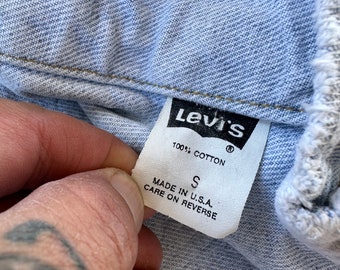 LEVI'S
®
100% COTTON
S
MADE IN U.S.A.
CARE ON REVERSE